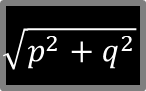 √(p² + q²)